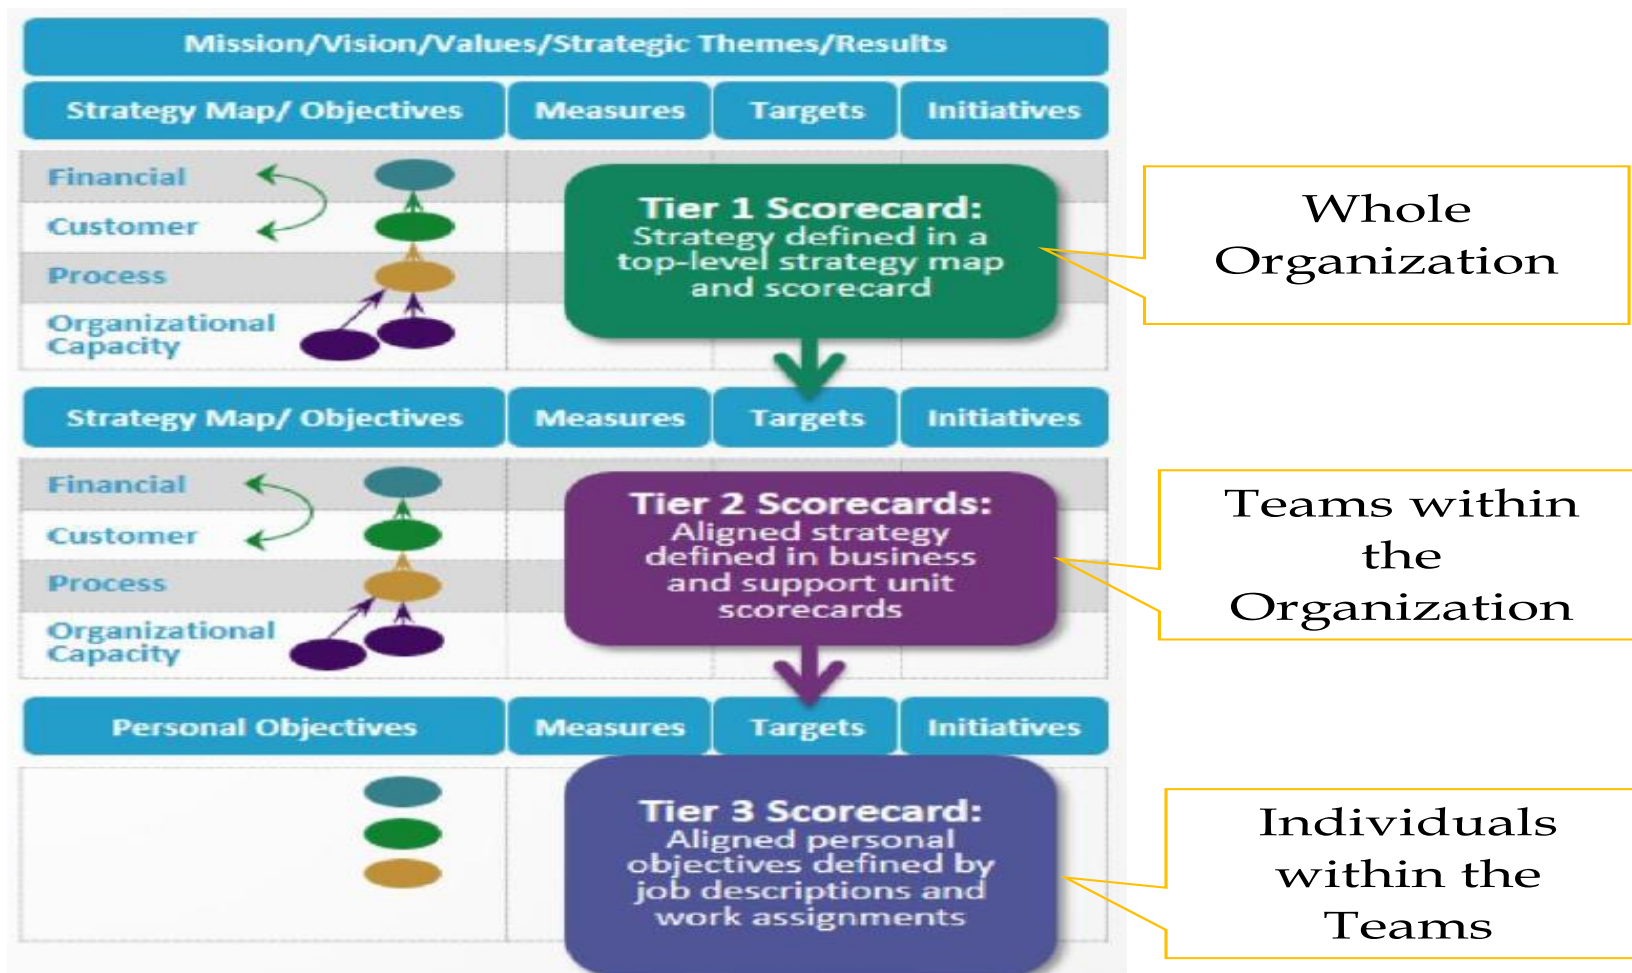 Mission/Vision/Values/Strategic Themes/Results
Strategy Map/ Objectives
Measures
Targets
Initiatives
Financial
Customer
Process
Organizational
Capacity
Tier 1 Scorecard:
Strategy defined in a
top-level strategy map
and scorecard
Whole
Organization
Strategy Map/ Objectives
Measures
Targets
Initiatives
Financial
Customer
Process
Organizational
Capacity
Tier 2 Scorecards:
Aligned strategy
defined in business
and support unit
scorecards
Teams within
the
Organization
Personal Objectives
Measures
Targets
Initiatives
Tier 3 Scorecard:
Aligned personal
objectives defined by
job descriptions and
work assignments
Individuals
within the
Teams